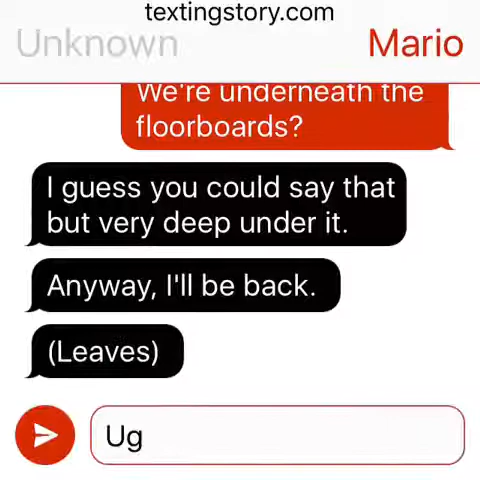 textingstory.com
Unknown
Mario
We're underneath the
floorboards?
I guess you could say that
but very deep under it.
Anyway, I'll be back.
(Leaves)
Ug